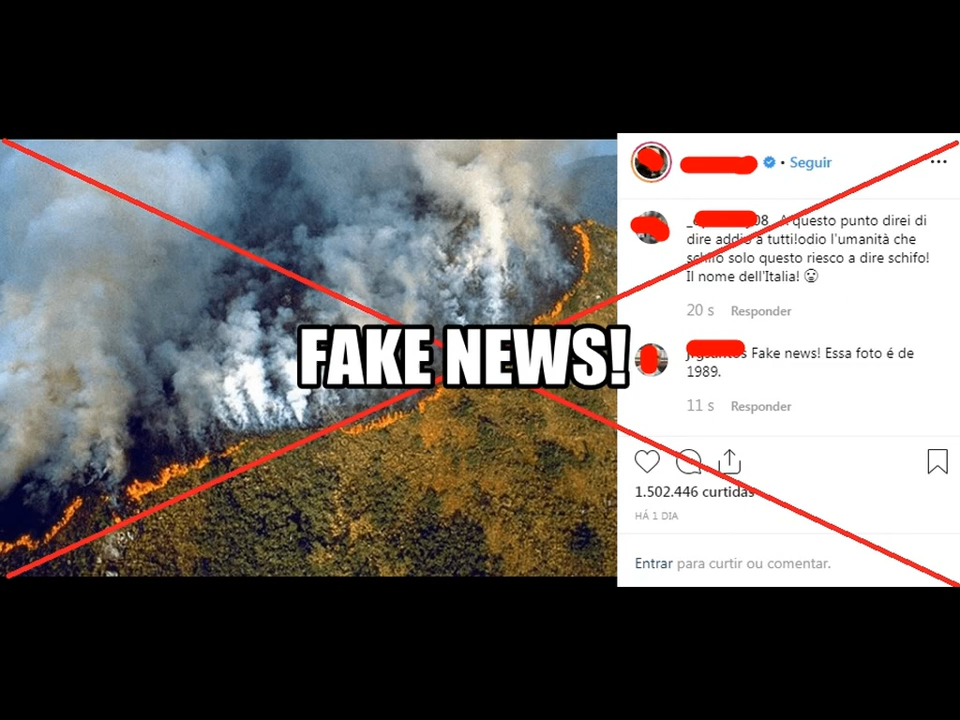 FAKE NEWS!
• Seguir
A questo punto direi di
dire addio a tutti!odio l'umanità che
schifo solo questo riesco a dire schifo!
Il nome dell'Italia! 😲
20 s Responder
Fake news! Essa foto é de
1989.
11 s Responder
1.502.446 curtidas
HÁ 1 DIA
Entrar para curtir ou comentar.